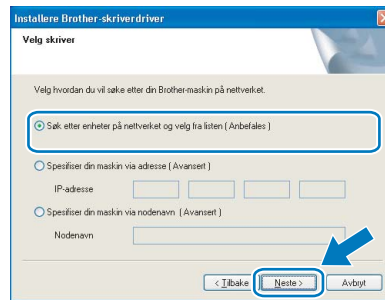 Installere Brother-skriverdriver
Velg skriver
Velg hvordan du vil søke etter din Brother-maskin på nettverket.
Søk etter enheter på nettverket og velg fra listen ( Anbefales )
Spesifiser din maskin via adresse ( Avansert )
IP-adresse
Spesifiser din maskin via nodenavn ( Avansert )
Nodenavn
< Tilbake Neste > Avbryt